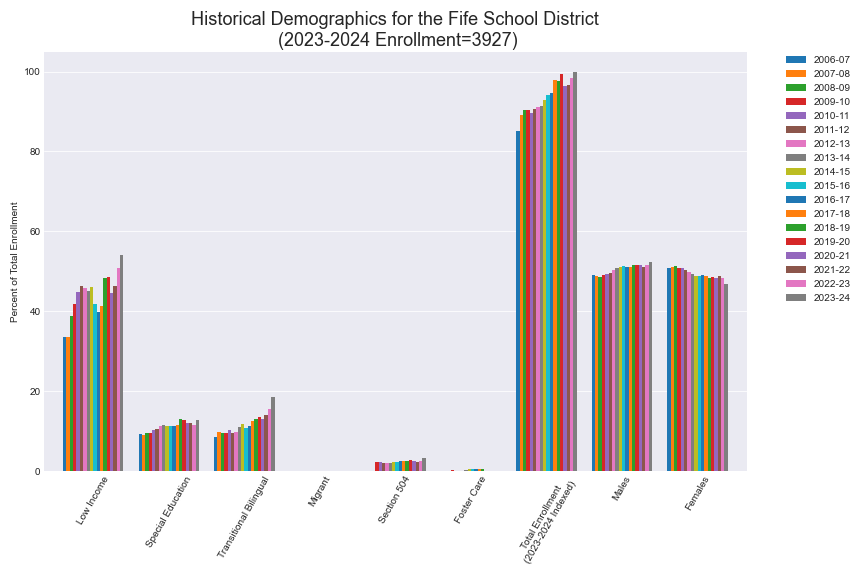 Historical Demographics for the Fife School District
(2023-2024 Enrollment=3927)
Percent of Total Enrollment
100
80
60
40
20
0
Low Income
Special Education
Transitional Bilingual
Migrant
Section 504
Foster Care
Total Enrollment
(2023-2024 Indexed)
Males
Females
2006-07
2007-08
2008-09
2009-10
2010-11
2011-12
2012-13
2013-14
2014-15
2015-16
2016-17
2017-18
2018-19
2019-20
2020-21
2021-22
2022-23
2023-24